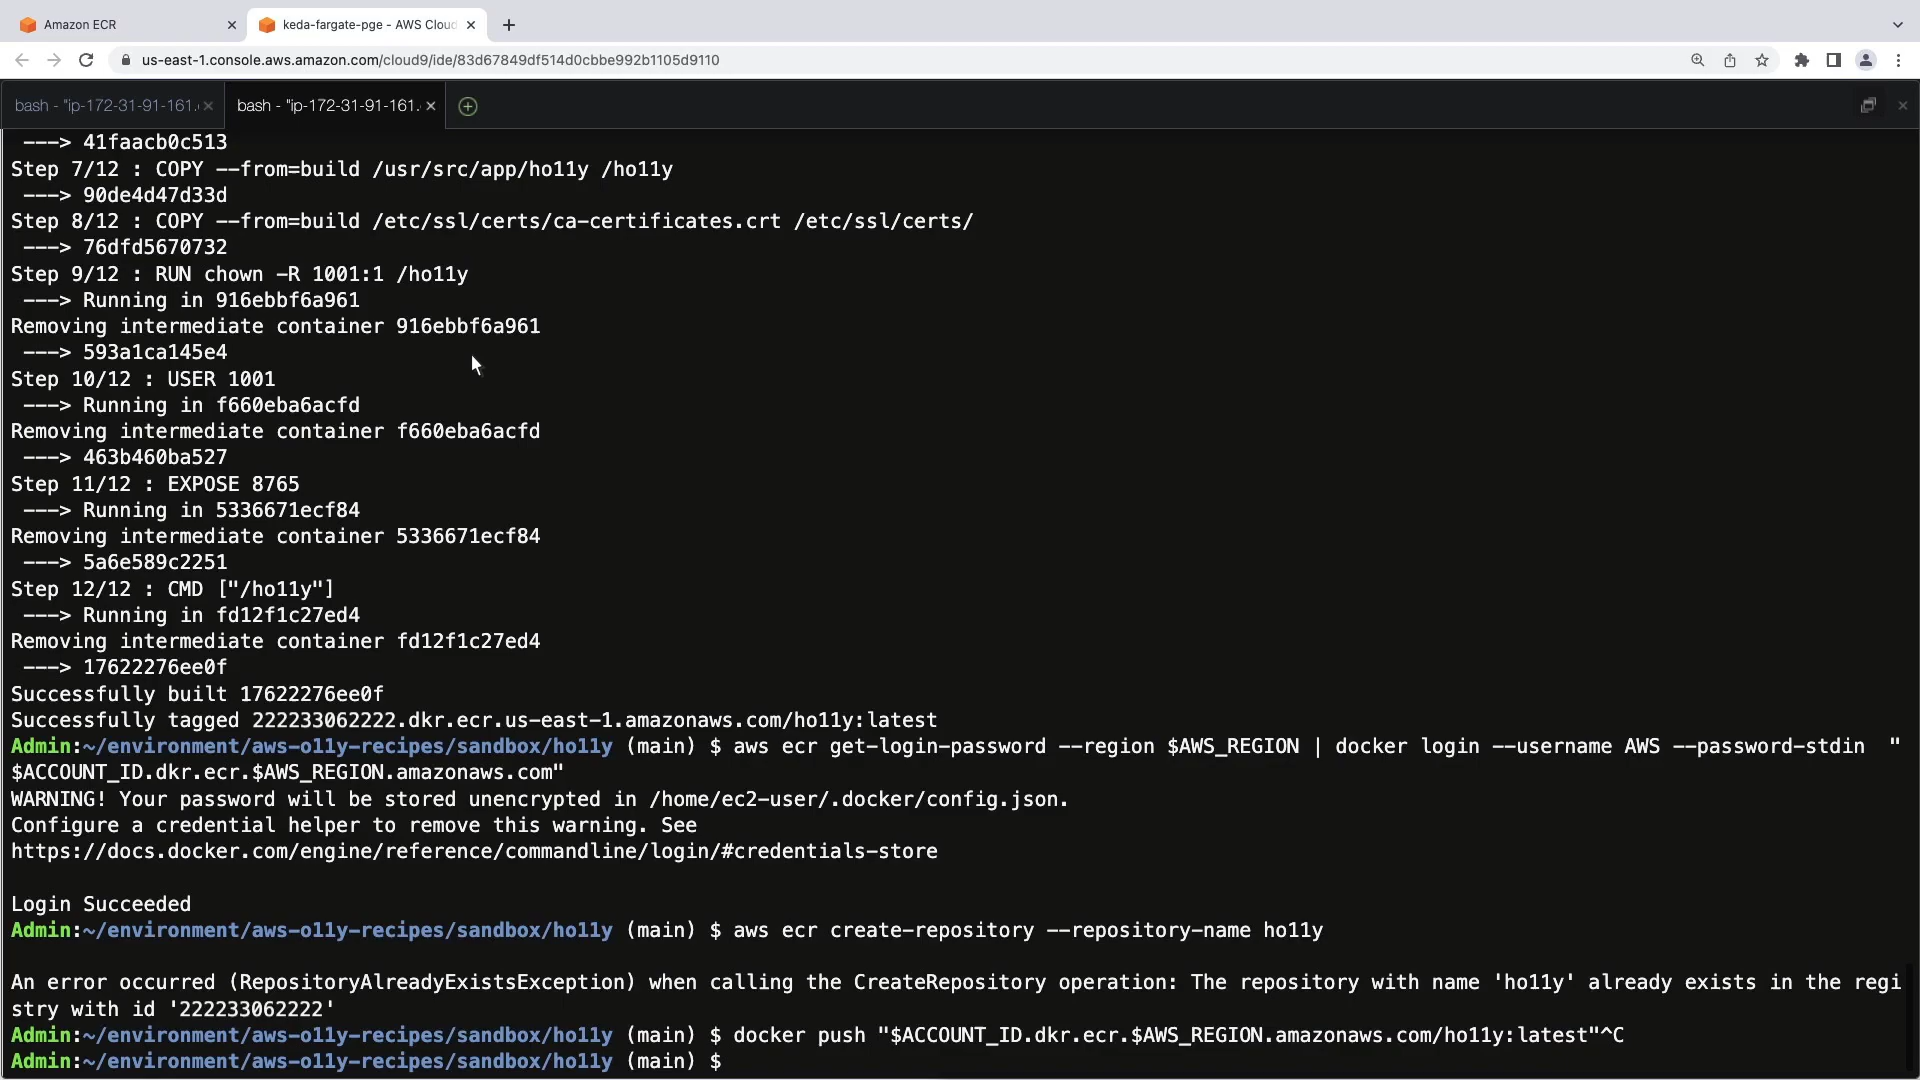 Amazon ECR
keda-fargate-pge - AWS Cloud
us-east-1.console.aws.amazon.com/cloud9/ide/83d67849df514d0cbbe992b1105d9110
bash - "ip-172-31-91-161.
bash - "ip-172-31-91-161.
---> 41faacb0c513
Step 7/12 : COPY --from=build /usr/src/app/ho11y /ho11y
---> 90de4d47d33d
Step 8/12 : COPY --from=build /etc/ssl/certs/ca-certificates.crt /etc/ssl/certs/
---> 76dfd5670732
Step 9/12 : RUN chown -R 1001:1 /ho11y
---> Running in 916ebbf6a961
Removing intermediate container 916ebbf6a961
---> 593a1ca145e4
Step 10/12 : USER 1001
---> Running in f660eba6acfd
Removing intermediate container f660eba6acfd
---> 463b460ba527
Step 11/12 : EXPOSE 8765
---> Running in 5336671ecf84
Removing intermediate container 5336671ecf84
---> 5a6e589c2251
Step 12/12 : CMD ["/ho11y"]
---> Running in fd12f1c27ed4
Removing intermediate container fd12f1c27ed4
---> 17622276ee0f
Successfully built 17622276ee0f
Successfully tagged 222233062222.dkr.ecr.us-east-1.amazonaws.com/ho11y:latest
Admin:~/environment/aws-o11y-recipes/sandbox/ho11y (main) $ aws ecr get-login-password --region $AWS_REGION | docker login --username AWS --password-stdin  "
$ACCOUNT_ID.dkr.ecr.$AWS_REGION.amazonaws.com"
WARNING! Your password will be stored unencrypted in /home/ec2-user/.docker/config.json.
Configure a credential helper to remove this warning. See
https://docs.docker.com/engine/reference/commandline/login/#credentials-store
Login Succeeded
Admin:~/environment/aws-o11y-recipes/sandbox/ho11y (main) $ aws ecr create-repository --repository-name ho11y
An error occurred (RepositoryAlreadyExistsException) when calling the CreateRepository operation: The repository with name 'ho11y' already exists in the regi
stry with id '222233062222'
Admin:~/environment/aws-o11y-recipes/sandbox/ho11y (main) $ docker push "$ACCOUNT_ID.dkr.ecr.$AWS_REGION.amazonaws.com/ho11y:latest"^C
Admin:~/environment/aws-o11y-recipes/sandbox/ho11y (main) $